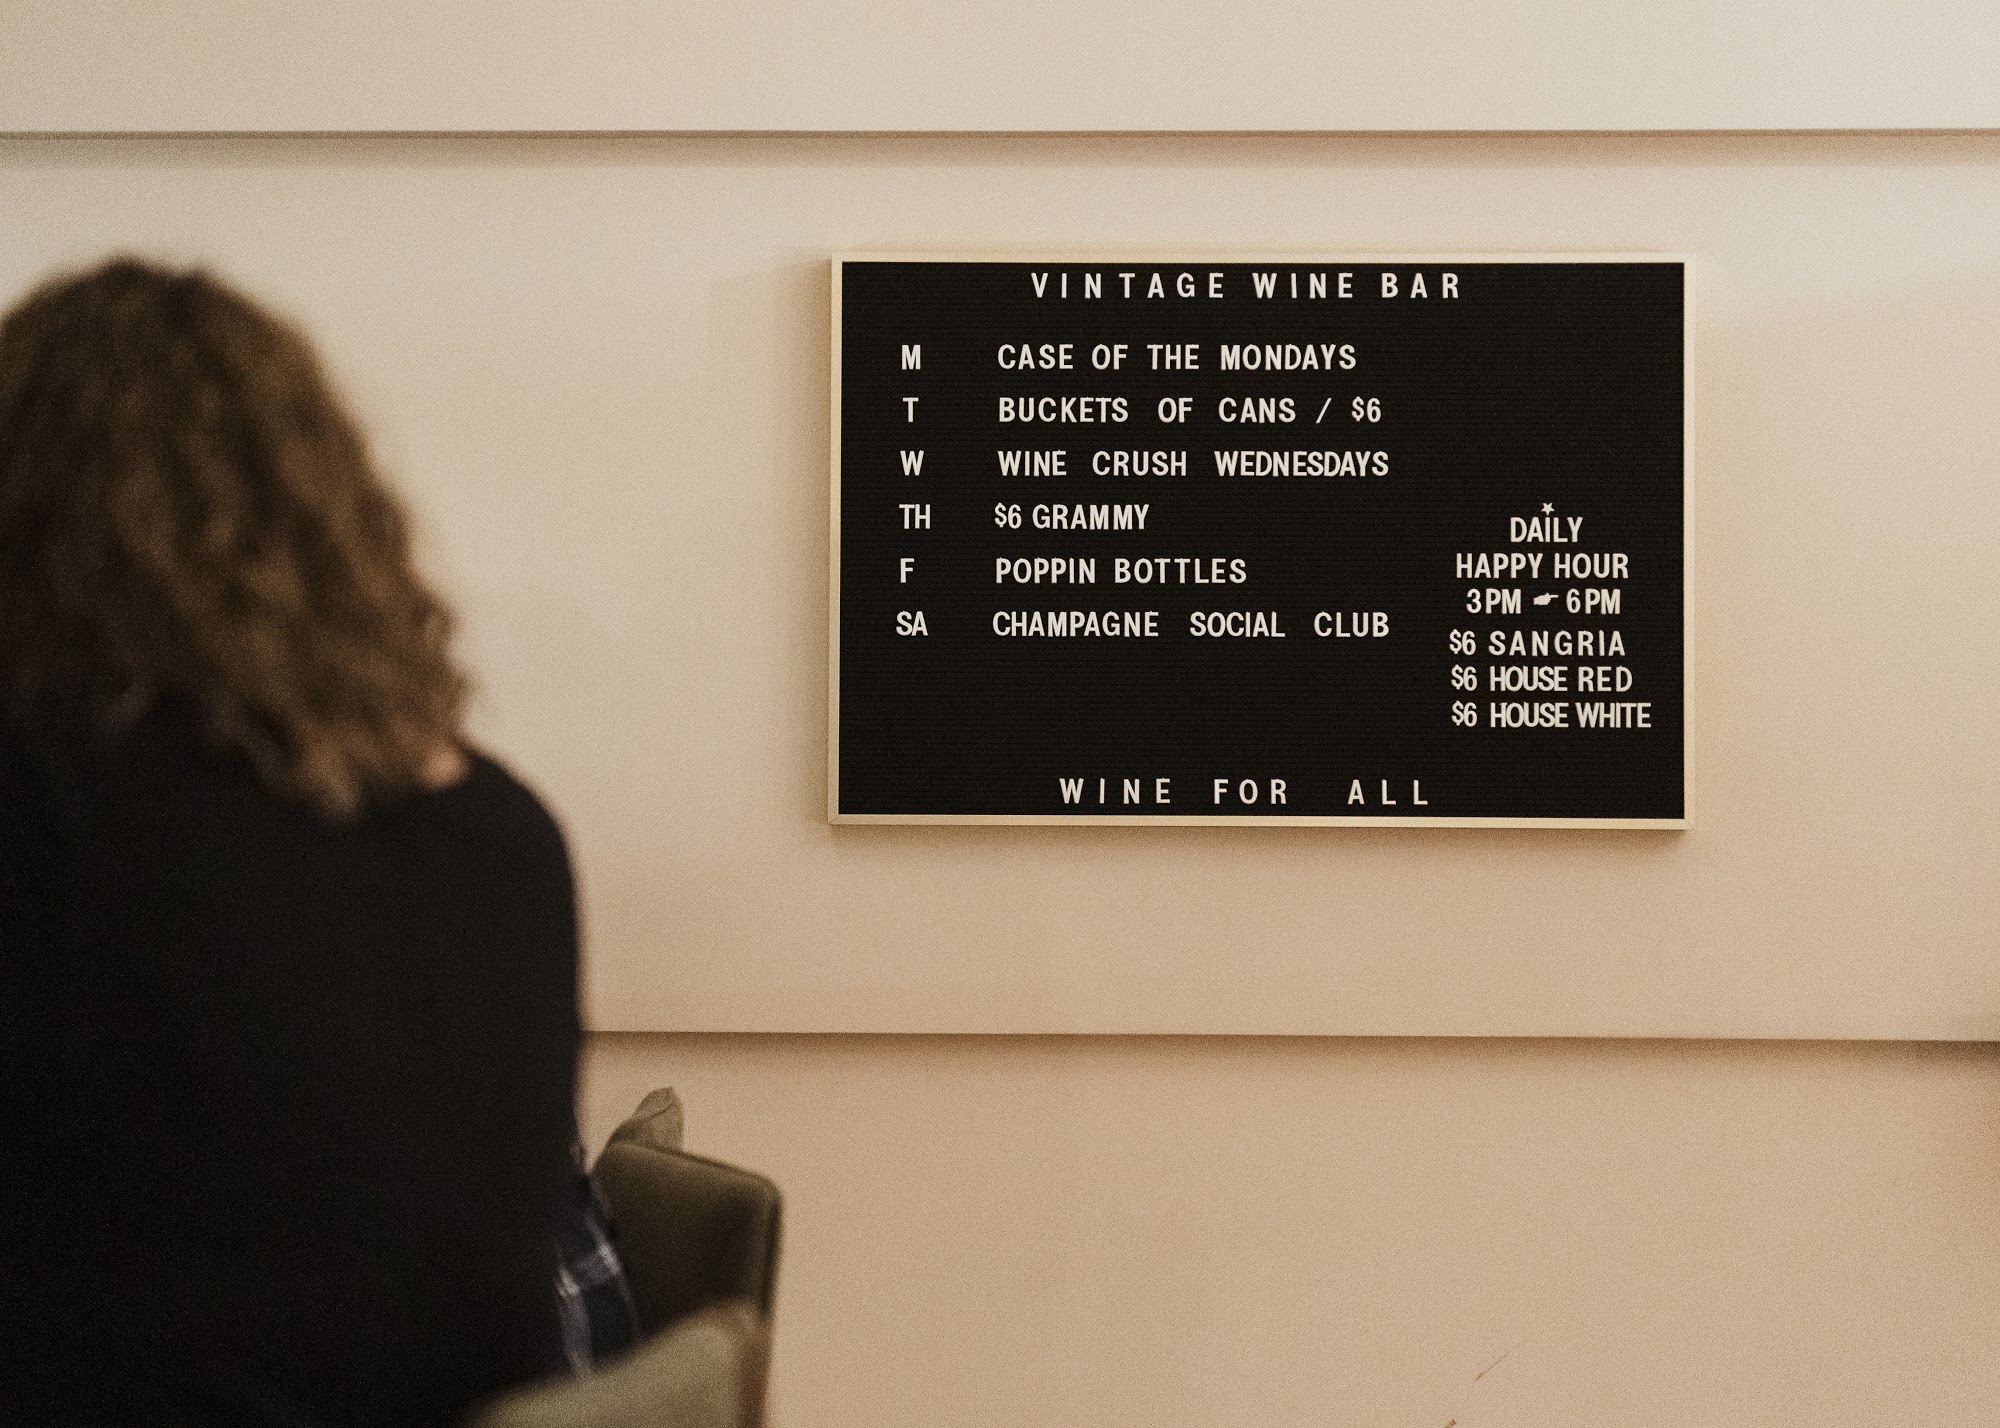 VINTAGE WINE BAR
M CASE OF THE MONDAYS
T BUCKETS OF CANS / $6
W WINE CRUSH WEDNESDAYS
TH $6 GRAMMY
F POPPIN BOTTLES
SA CHAMPAGNE SOCIAL CLUB
DAILY
HAPPY HOUR
3PM 6PM
$6 SANGRIA
$6 HOUSE RED
$6 HOUSE WHITE
WINE FOR ALL